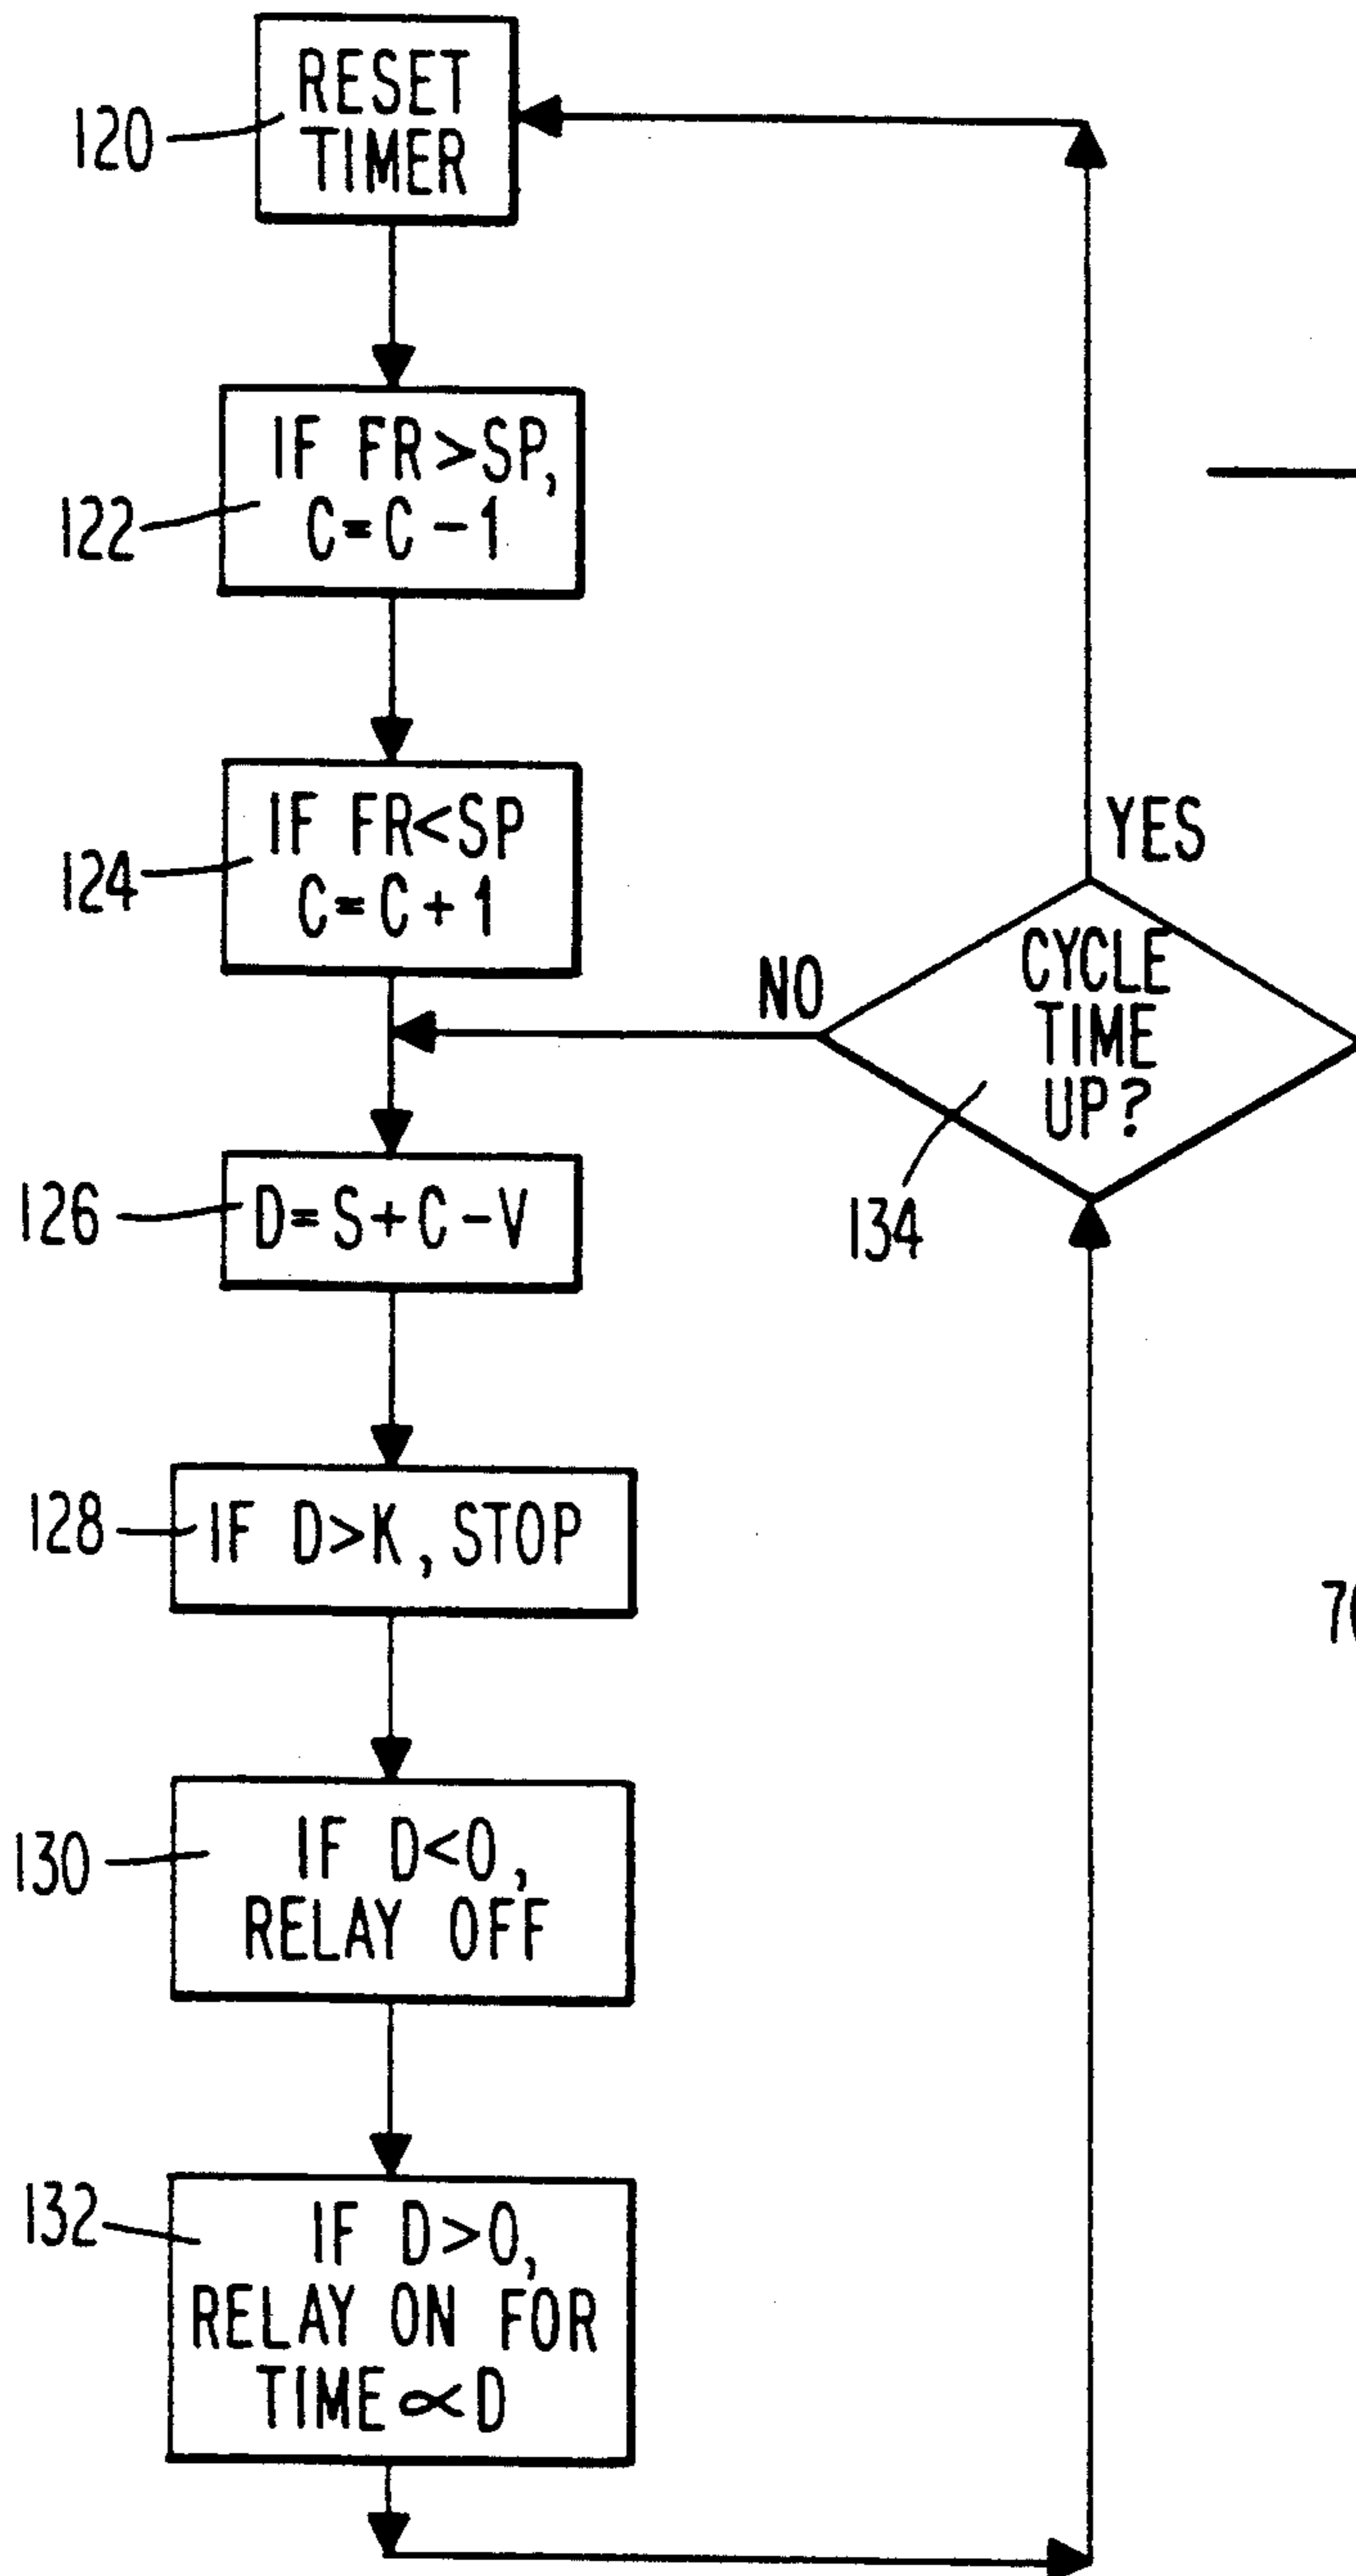 RESET
TIMER
120
IF FR>SP,
C=C-1
122
IF FR<SP
C=C+1
124
YES
NO
CYCLE
TIME
UP?
134
126
D=S+C-V
128
IF D>K, STOP
130
IF D<0,
RELAY OFF
132
IF D>0,
RELAY ON FOR
TIME∝D